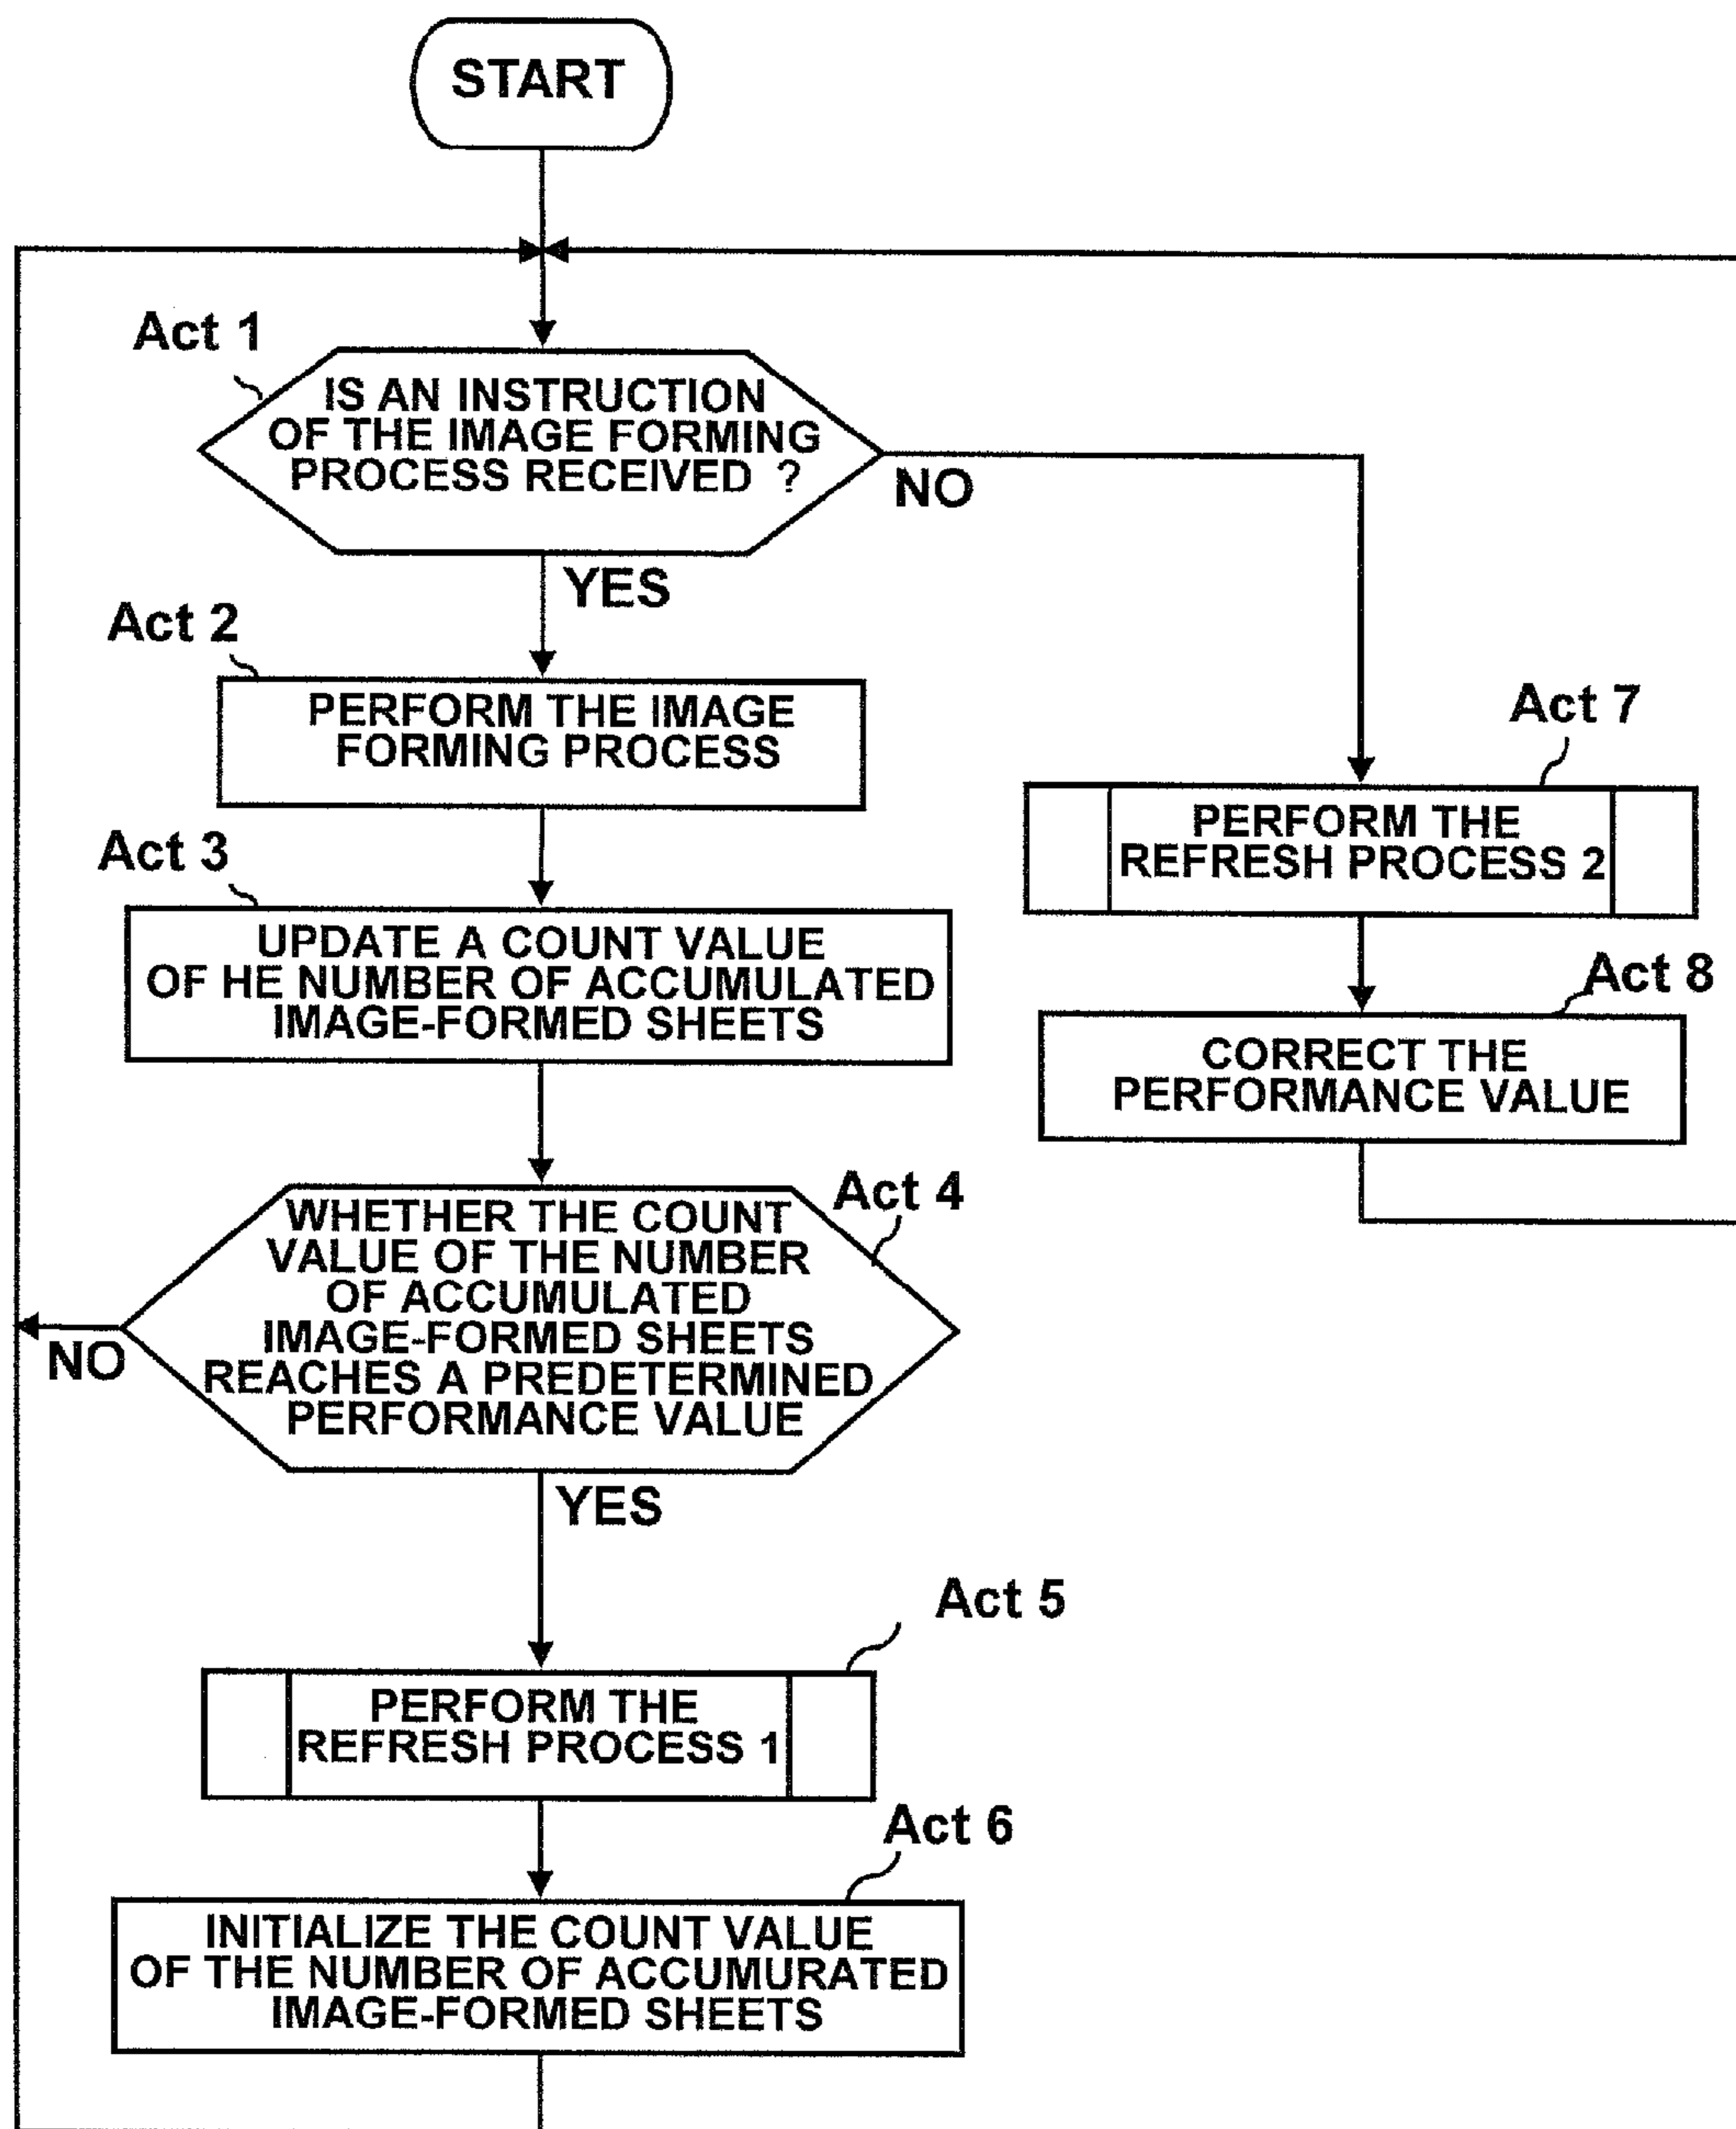 START
Act 1
IS AN INSTRUCTION
OF THE IMAGE FORMING
PROCESS RECEIVED ?
NO
YES
Act 2
PERFORM THE IMAGE
FORMING PROCESS
Act 3
UPDATE A COUNT VALUE
OF HE NUMBER OF ACCUMULATED
IMAGE-FORMED SHEETS
Act 4
WHETHER THE COUNT
VALUE OF THE NUMBER
OF ACCUMULATED
IMAGE-FORMED SHEETS
REACHES A PREDETERMINED
PERFORMANCE VALUE
NO
YES
Act 5
PERFORM THE
REFRESH PROCESS 1
Act 6
INITIALIZE THE COUNT VALUE
OF THE NUMBER OF ACCUMURATED
IMAGE-FORMED SHEETS
Act 7
PERFORM THE
REFRESH PROCESS 2
Act 8
CORRECT THE
PERFORMANCE VALUE